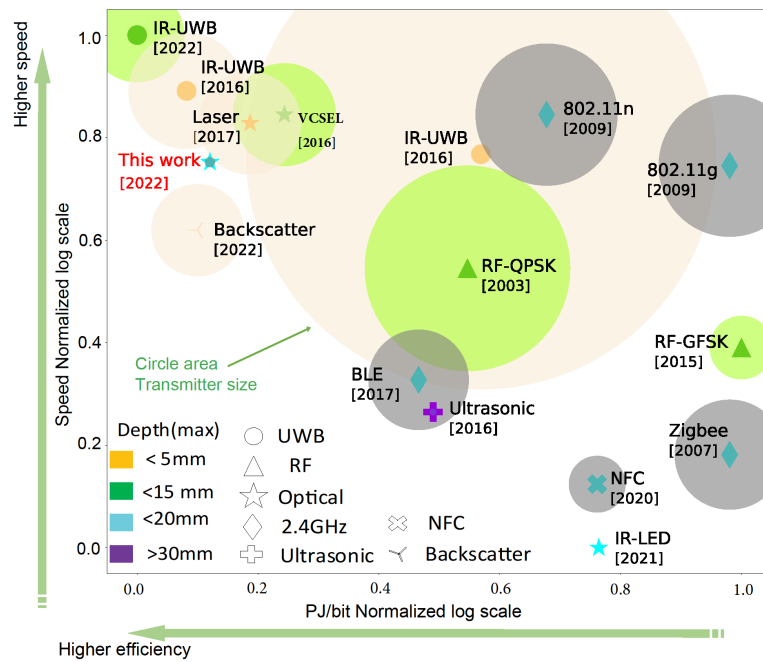 Higher speed
Speed Normalized log scale
1.0
0.8
0.6
0.4
0.2
0.0
IR-UWB
[2022]
IR-UWB
[2016]
Laser
[2017]
VCSEL
[2016]
This work
[2022]
Backscatter
[2022]
IR-UWB
[2016]
802.11n
[2009]
802.11g
[2009]
RF-QPSK
[2003]
RF-GFSK
[2015]
Circle area
Transmitter size
BLE
[2017]
Ultrasonic
[2016]
Zigbee
[2007]
NFC
[2020]
IR-LED
[2021]
Depth(max)
< 5mm
<15 mm
<20mm
>30mm
UWB
RF
Optical
2.4GHz
Ultrasonic
NFC
Backscatter
0.0
0.2
0.4
0.6
0.8
1.0
PJ/bit Normalized log scale
Higher efficiency